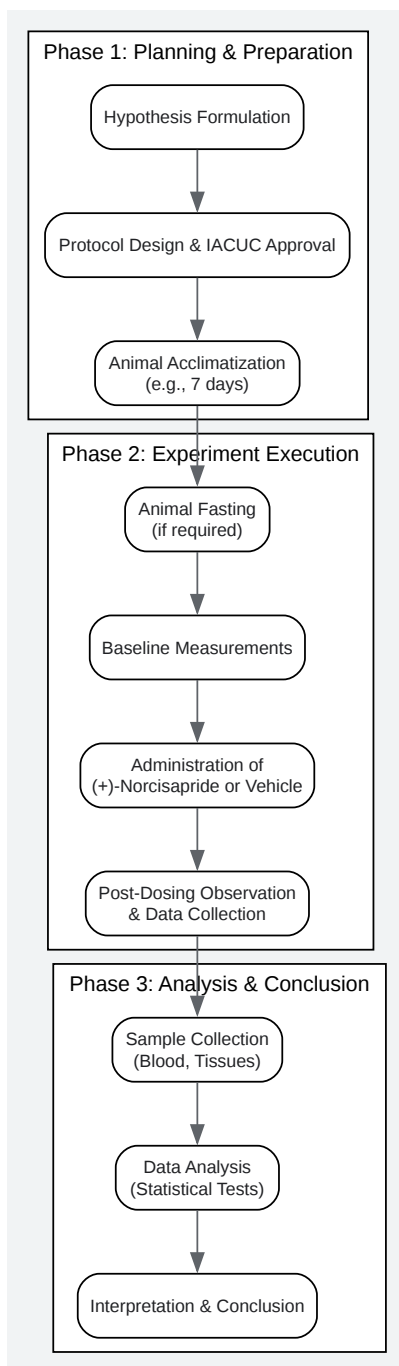 Phase 1: Planning & Preparation
Hypothesis Formulation
Protocol Design & IACUC Approval
Animal Acclimatization
(e.g., 7 days)
Phase 2: Experiment Execution
Animal Fasting
(if required)
Baseline Measurements
Administration of
(+)-Norcisapride or Vehicle
Post-Dosing Observation
& Data Collection
Phase 3: Analysis & Conclusion
Sample Collection
(Blood, Tissues)
Data Analysis
(Statistical Tests)
Interpretation & Conclusion